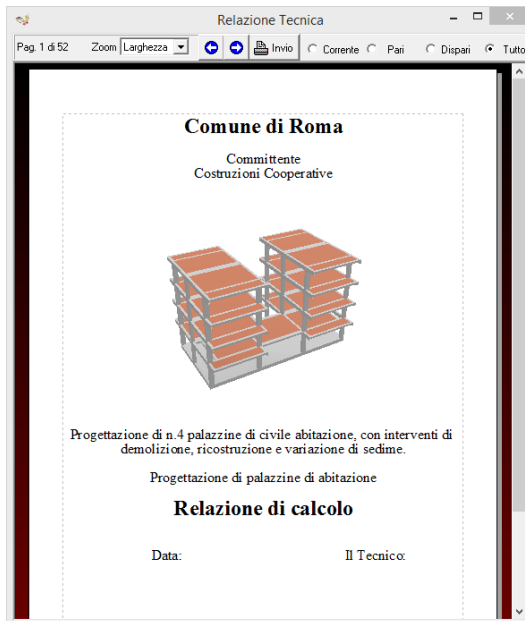 Relazione Tecnica
Pag. 1 di 52 Zoom Larghezza Invio Corrente Pari Dispari Tutto
Comune di Roma
Committente
Costruzioni Cooperative
Progettazione di n.4 palazzine di civile abitazione, con interventi di
demolizione, ricostruzione e variazione di sedime.
Progettazione di palazzine di abitazione
Relazione di calcolo
Data: Il Tecnico: